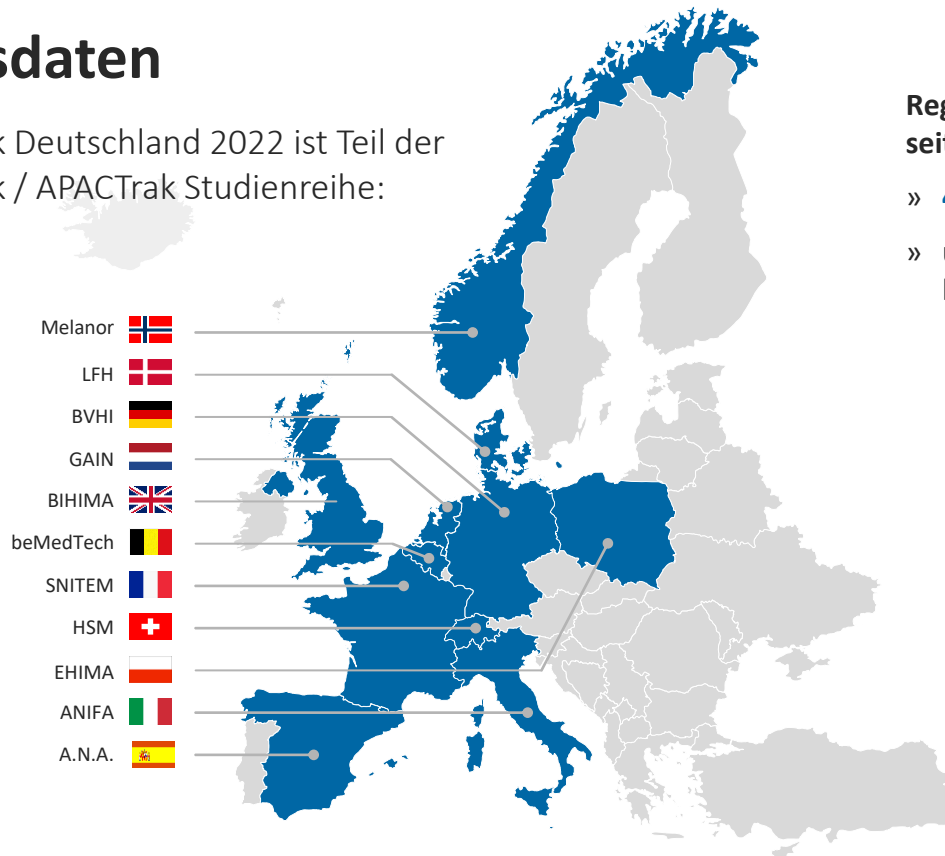 sdaten
k Deutschland 2022 ist Teil der
k / APACTrak Studienreihe:
Reg
seit
»
»
Melanor
LFH
BVHI
GAIN
BIHIMA
beMedTech
SNITEM
HSM
EHIMA
ANIFA
A.N.A.